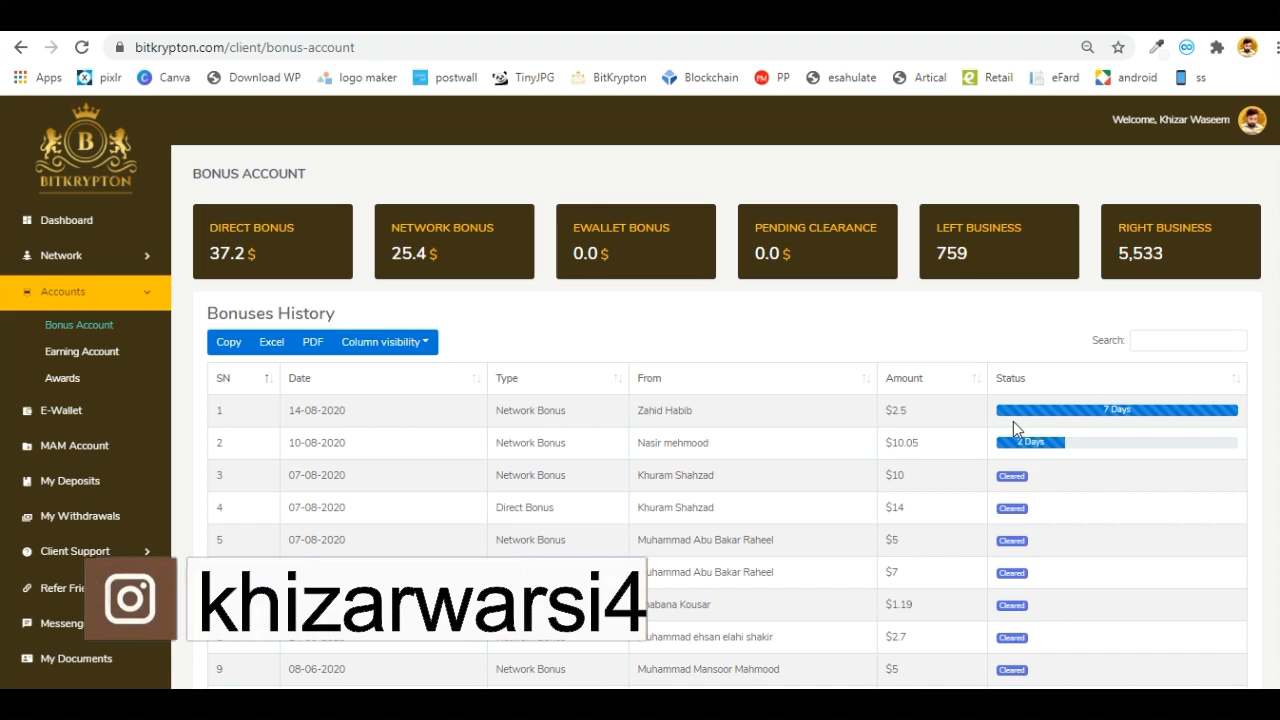 bitkrypton.com/client/bonus-account
Apps pixlr Canva Download WP logo maker postwall TinyJPG BitKrypton Blockchain PP esahulate Artical Retail eFard android ss
B
BITKRYPTON
Welcome, Khizar Waseem
Dashboard
Network
Accounts
Bonus Account
Earning Account
Awards
E-Wallet
MAM Account
My Deposits
My Withdrawals
Client Support
Refer
My Documents
BONUS ACCOUNT
DIRECT BONUS
37.2 $
NETWORK BONUS
25.4 $
EWALLET BONUS
0.0 $
PENDING CLEARANCE
0.0 $
LEFT BUSINESS
759
RIGHT BUSINESS
5,533
Bonuses History
Copy Excel PDF Column visibility
Search:
SN Date Type From Amount Status
1 14-08-2020 Network Bonus Zahid Habib $2.5 7 Days
2 10-08-2020 Network Bonus Nasir mehmood $10.05 2 Days
3 07-08-2020 Network Bonus Khuram Shahzad $10 Cleared
4 07-08-2020 Direct Bonus Khuram Shahzad $14 Cleared
5 07-08-2020 Network Bonus Muhammad Abu Bakar Raheel $5 Cleared
Muhammad Abu Bakar Raheel $7 Cleared
Kousar $1.19 Cleared
Muhammad ehsan elahi shakir $2.7 Cleared
9 08-06-2020 Network Bonus Muhammad Mansoor Mahmood $5 Cleared
khizarwarsi4